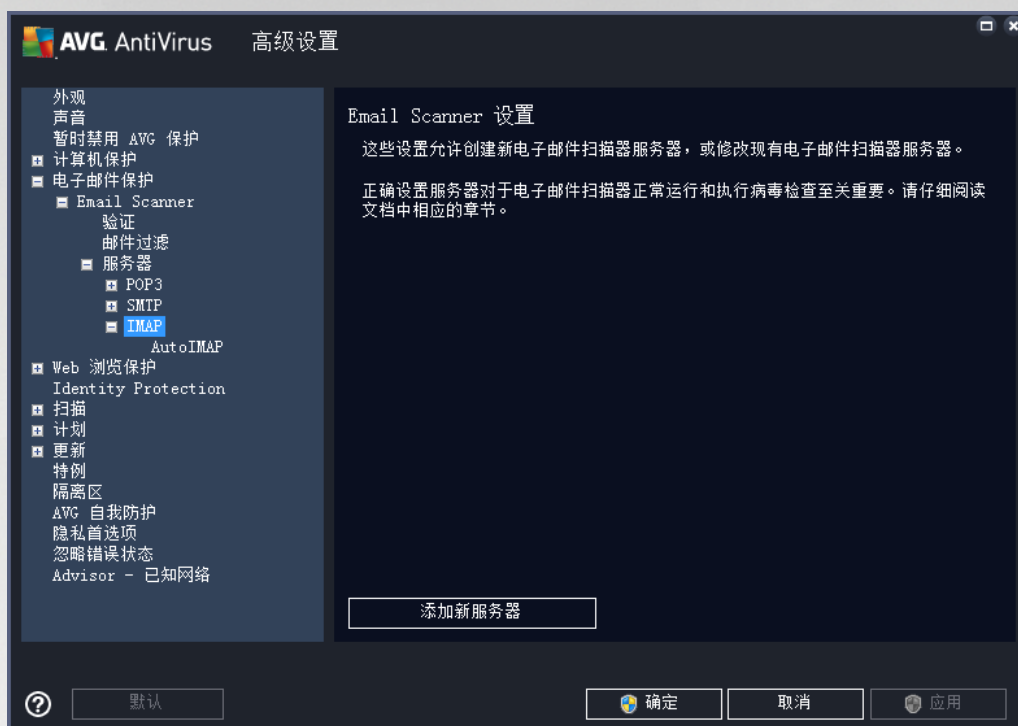 AVG AntiVirus 高级设置
外观
声音
暂时禁用 AVG 保护
计算机保护
电子邮件保护
Email Scanner
验证
邮件过滤
服务器
POP3
SMTP
IMAP
AutoIMAP
Web 浏览保护
Identity Protection
扫描
计划
更新
特例
隔离区
AVG 自我防护
隐私首选项
忽略错误状态
Advisor - 已知网络
Email Scanner 设置
这些设置允许创建新电子邮件扫描器服务器，或修改现有电子邮件扫描器服务器。
正确设置服务器对于电子邮件扫描器正常运行和执行病毒检查至关重要。请仔细阅读
文档中相应的章节。
添加新服务器
默认
确定
取消
应用